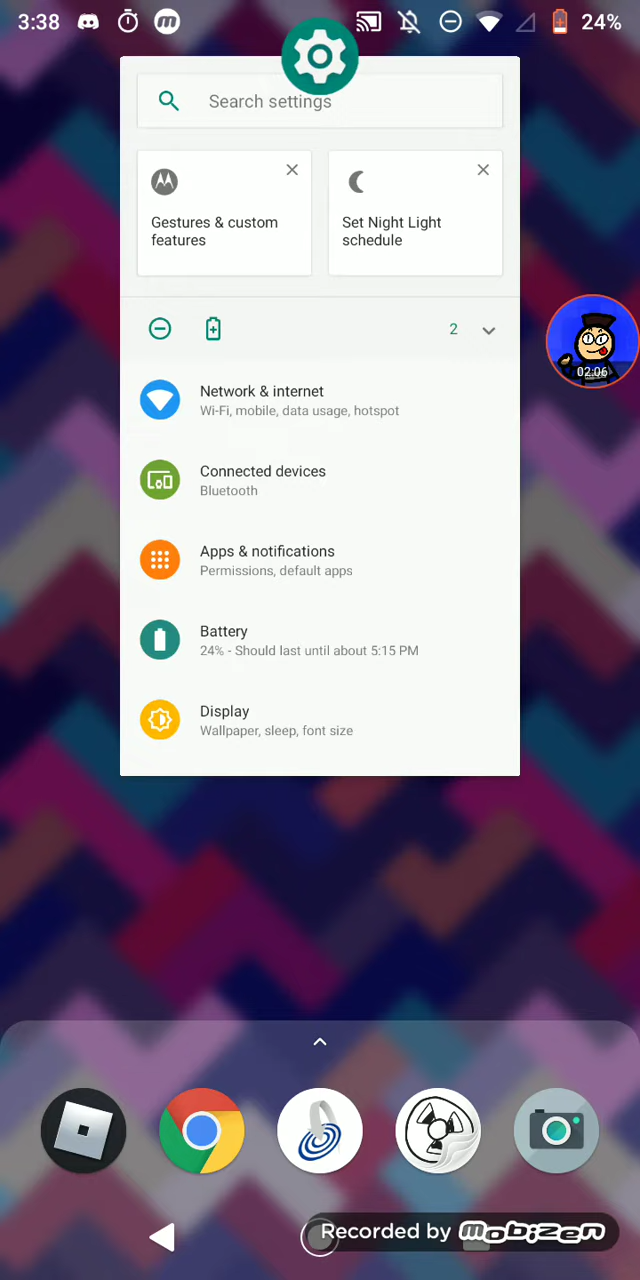 3:38
24%
Search settings
Gestures & custom
features
Set Night Light
schedule
2
Network & internet
Wi-Fi, mobile, data usage, hotspot
Connected devices
Bluetooth
02:06
Apps & notifications
Permissions, default apps
Battery
24% - Should last until about 5:15 PM
Display
Wallpaper, sleep, font size
Recorded by mobizen